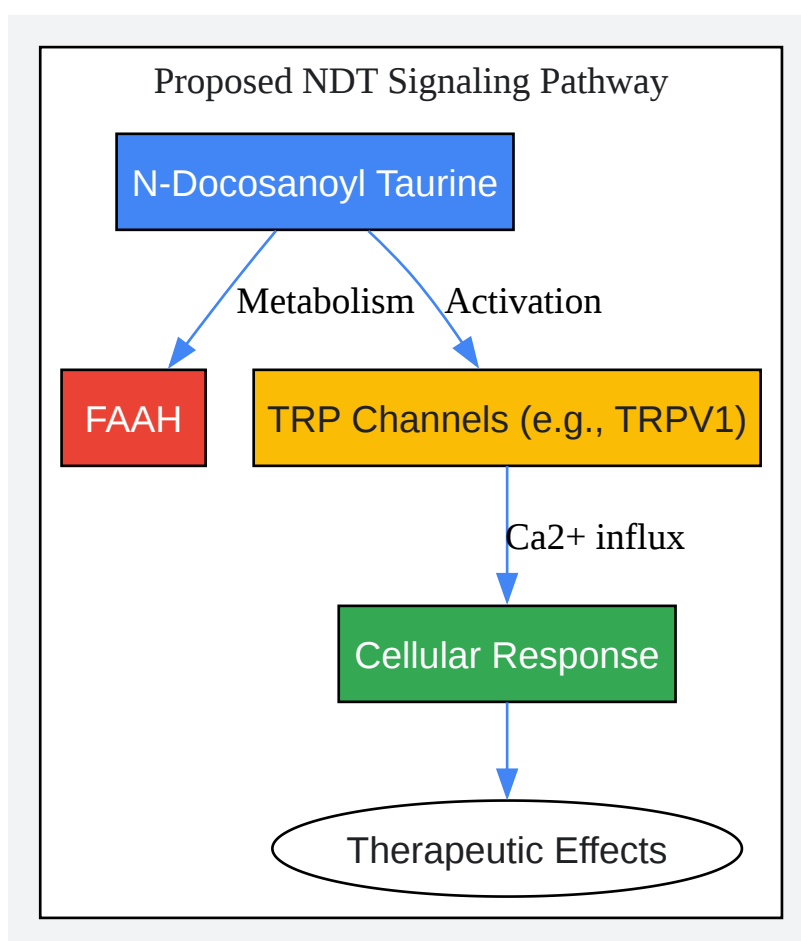 Proposed NDT Signaling Pathway
N-Docosanoyl Taurine
Metabolism
Activation
FAAH
TRP Channels (e.g., TRPV1)
Ca2+ influx
Cellular Response
Therapeutic Effects